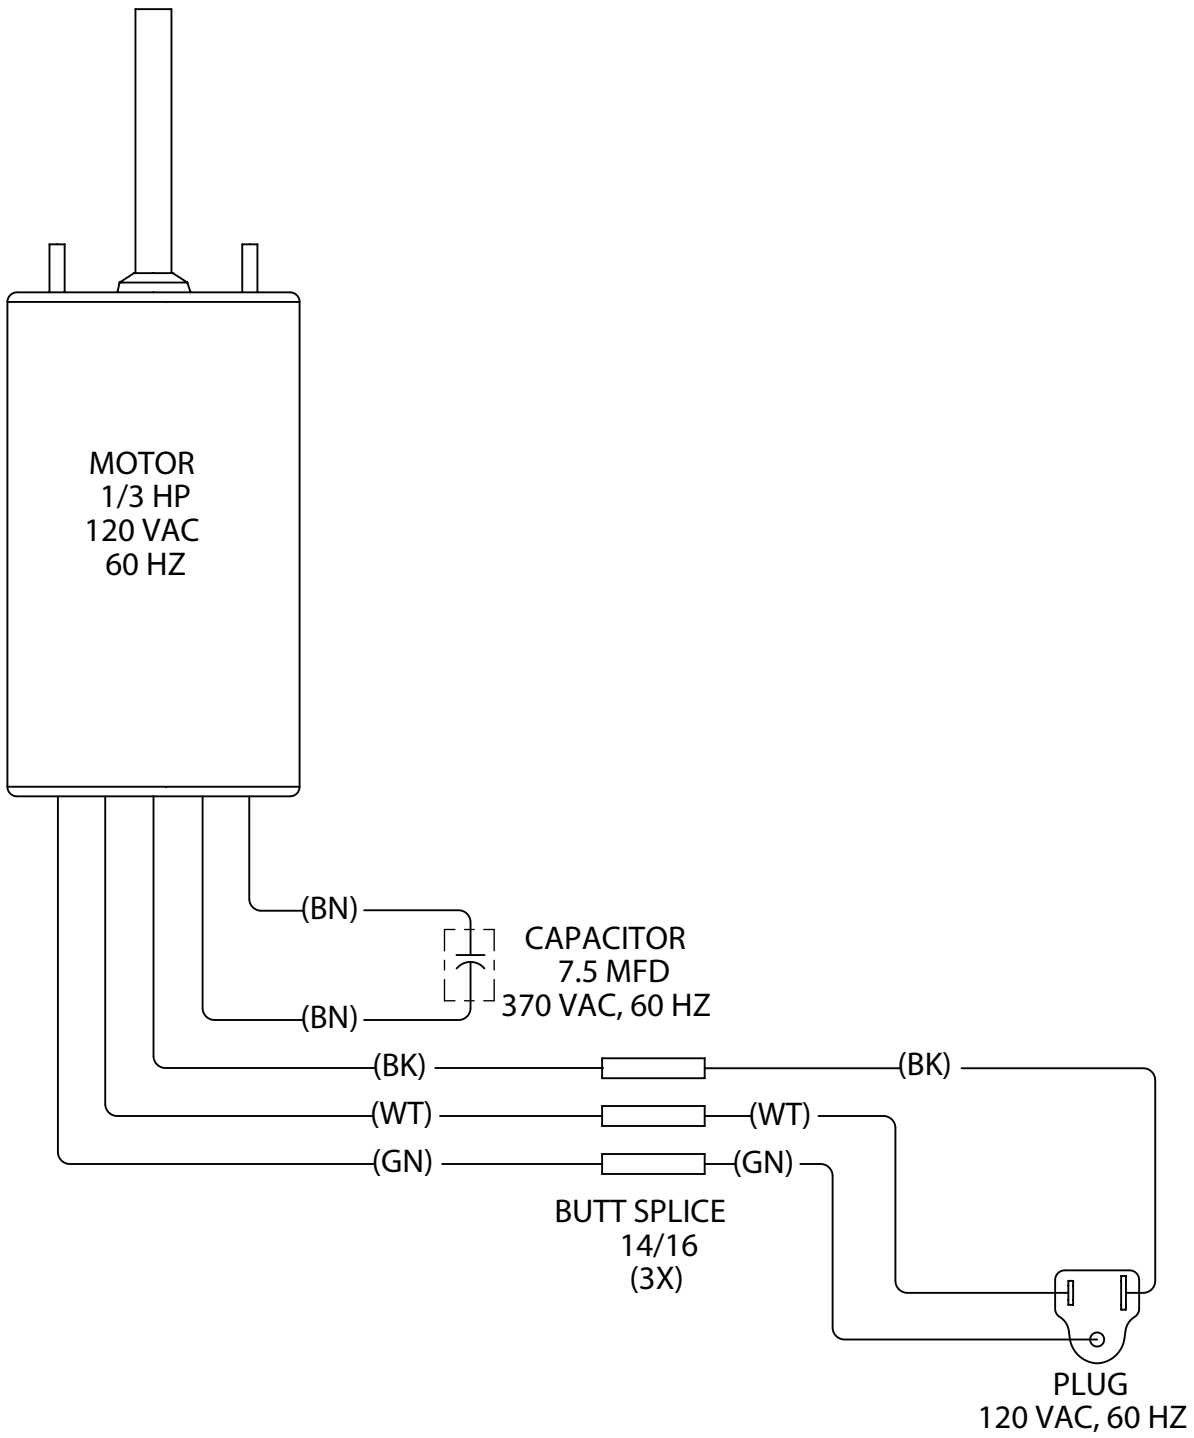 MOTOR
1/3 HP
120 VAC
60 HZ
(BN)
CAPACITOR
7.5 MFD
370 VAC, 60 HZ
(BN)
(BK)
(BK)
(WT)
(WT)
(GN)
(GN)
BUTT SPLICE
14/16
(3X)
PLUG
120 VAC, 60 HZ